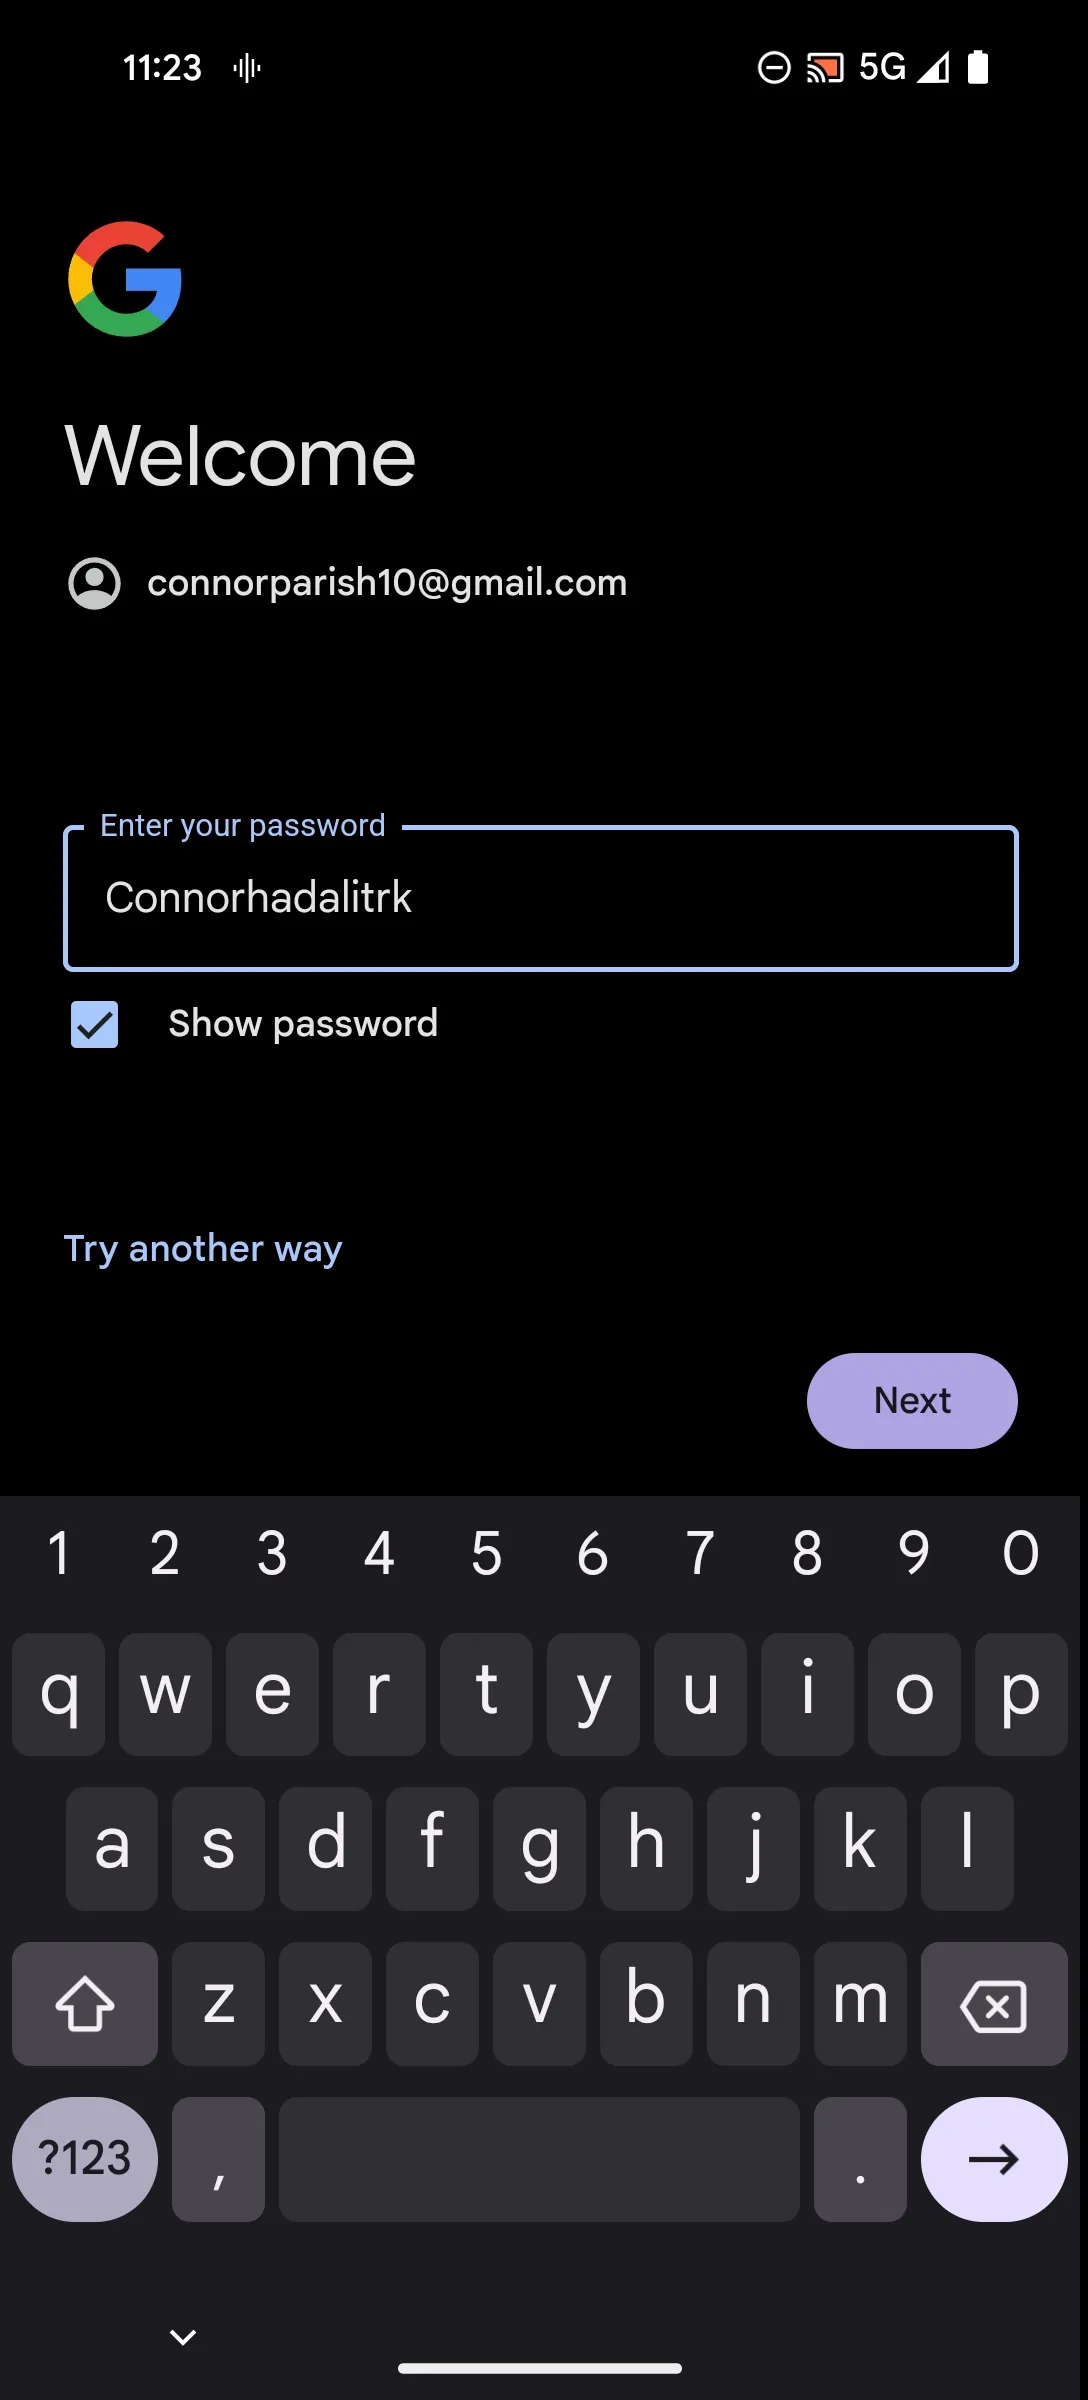 11:23 5G
Welcome
connorparish10@gmail.com
Enter your password
Connorhadalitrk
Show password
Try another way
Next
1 2 3 4 5 6 7 8 9 0
q w e r t y u i o p
a s d f g h j k l
z x c v b n m
?123 , .